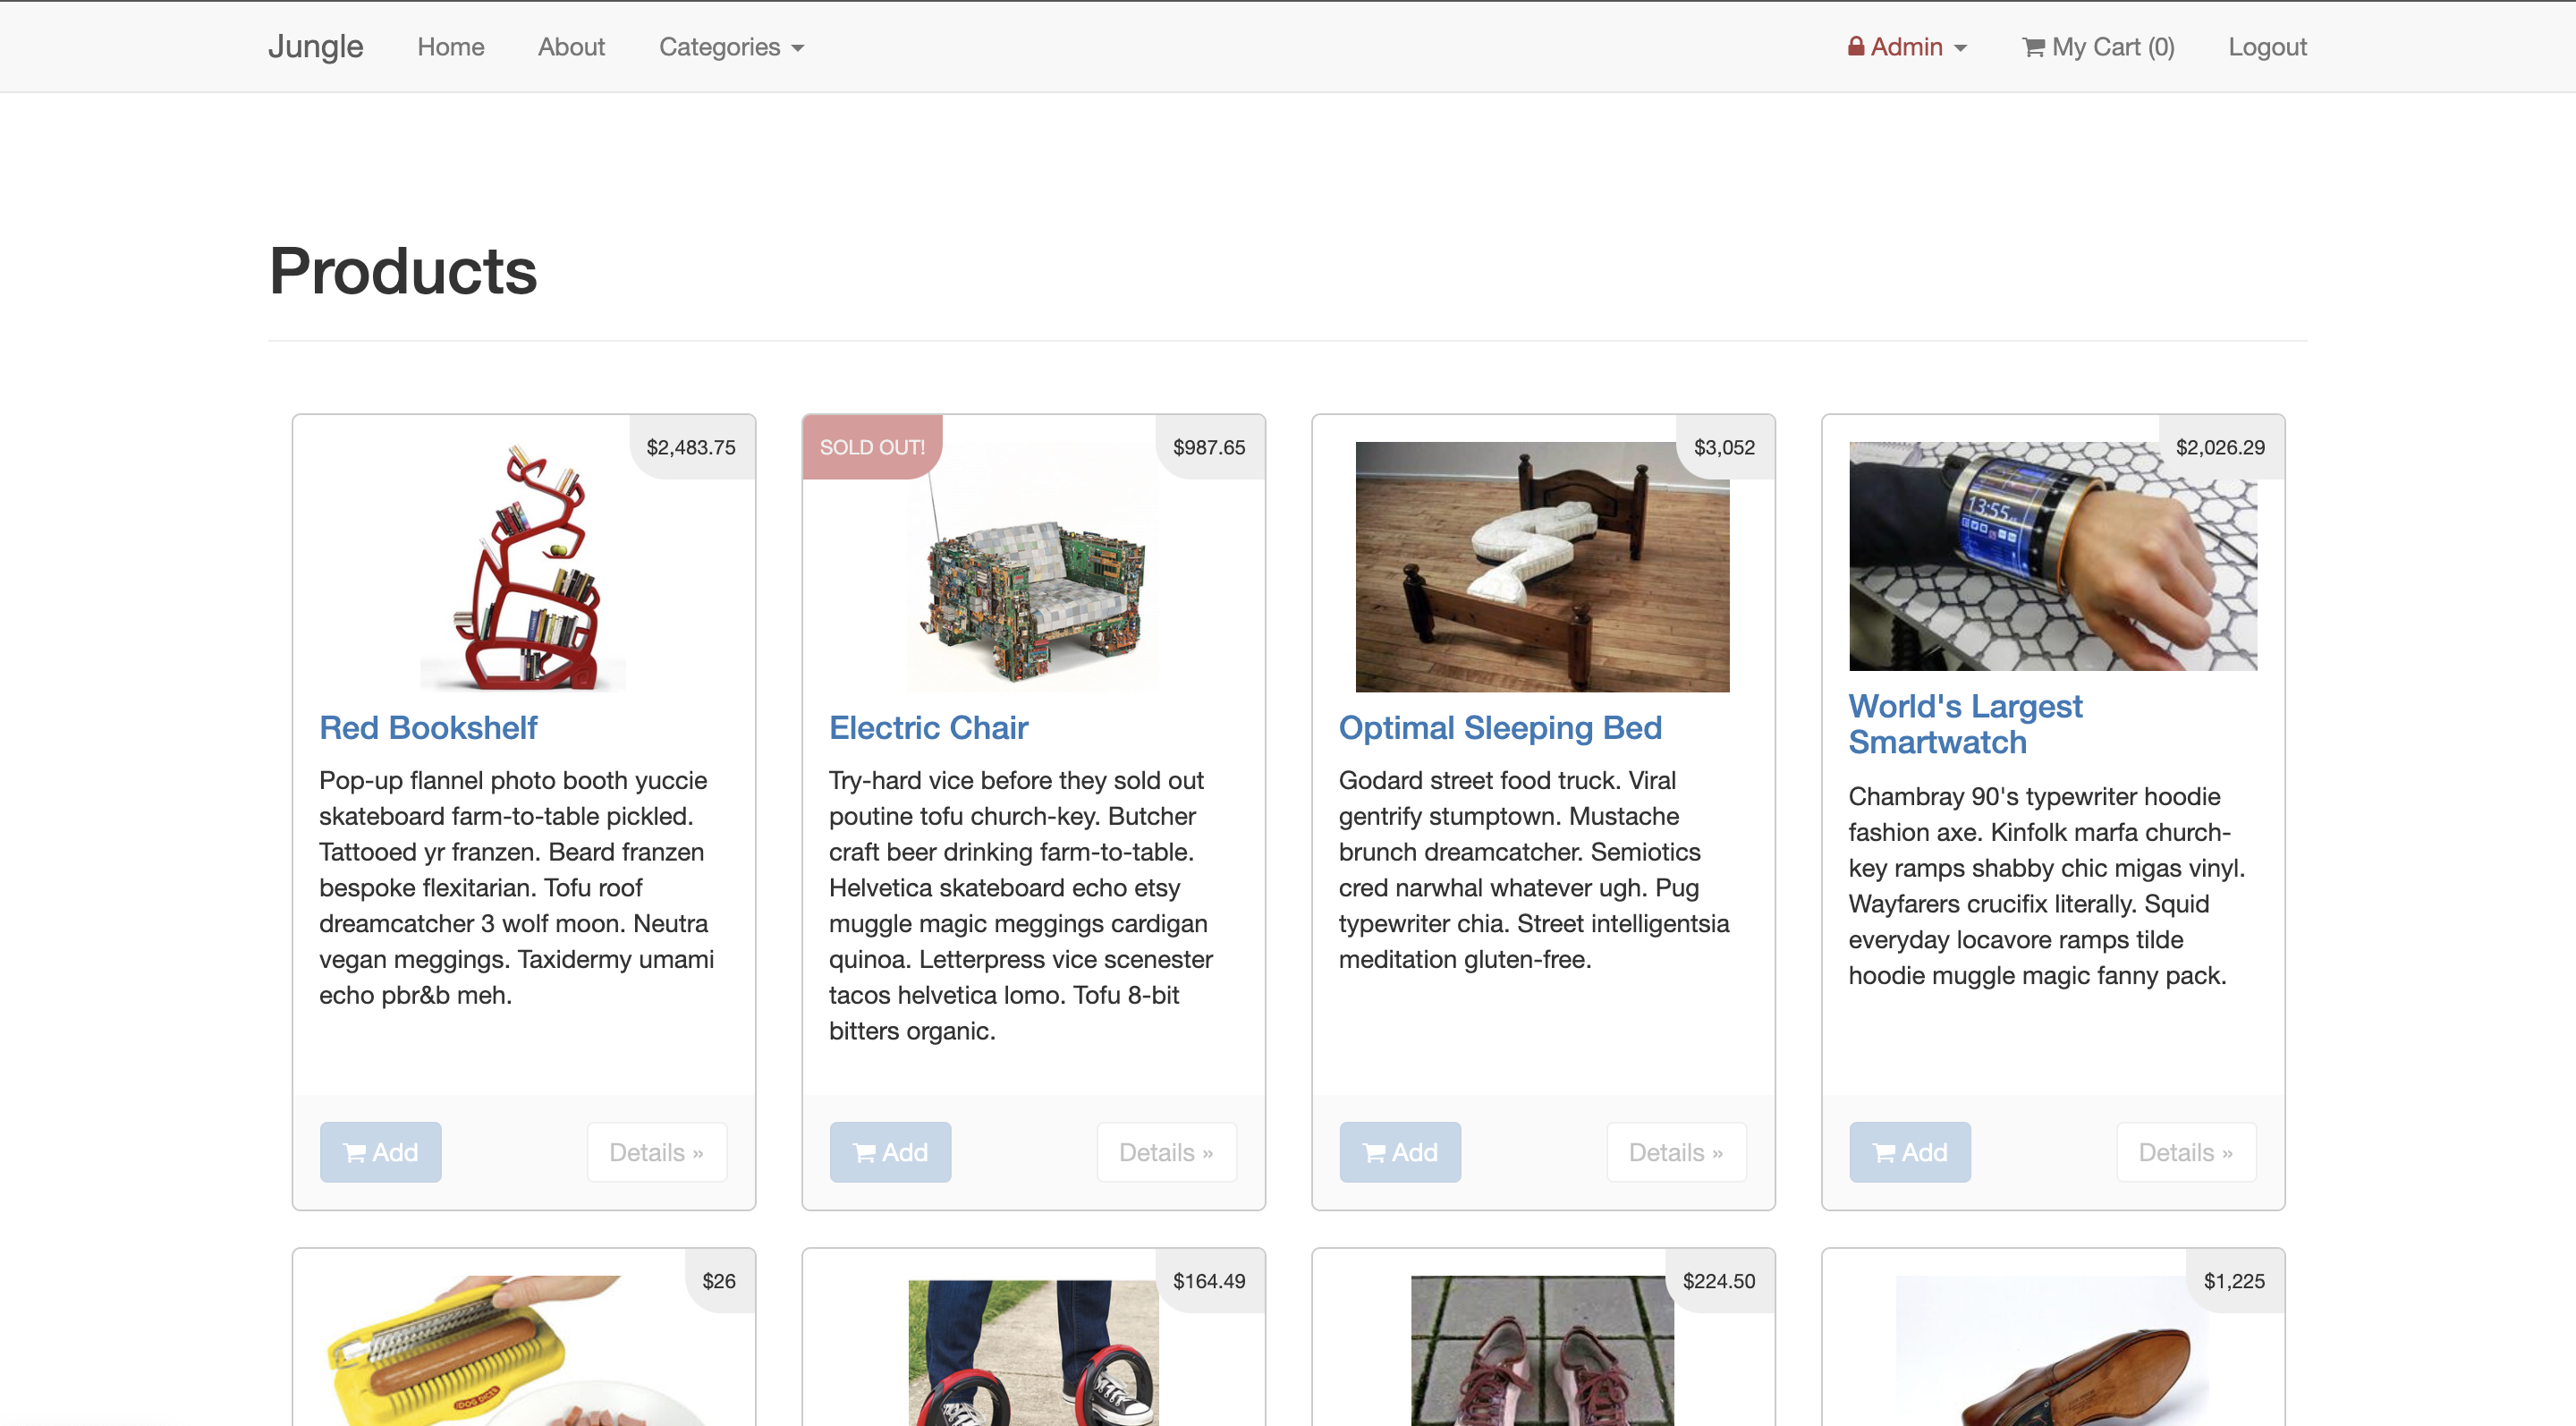 Jungle Home About Categories Admin My Cart (0) Logout
Products
$2,483.75
Red Bookshelf
Pop-up flannel photo booth yuccie
skateboard farm-to-table pickled.
Tattooed yr franzen. Beard franzen
bespoke flexitarian. Tofu roof
dreamcatcher 3 wolf moon. Neutra
vegan meggings. Taxidermy umami
echo pbr&b meh.
Add Details »
SOLD OUT! $987.65
Electric Chair
Try-hard vice before they sold out
poutine tofu church-key. Butcher
craft beer drinking farm-to-table.
Helvetica skateboard echo etsy
muggle magic meggings cardigan
quinoa. Letterpress vice scenester
tacos helvetica lomo. Tofu 8-bit
bitters organic.
Add Details »
$3,052
Optimal Sleeping Bed
Godard street food truck. Viral
gentrify stumptown. Mustache
brunch dreamcatcher. Semiotics
cred narwhal whatever ugh. Pug
typewriter chia. Street intelligentsia
meditation gluten-free.
Add Details »
$2,026.29
13:55
World's Largest
Smartwatch
Chambray 90's typewriter hoodie
fashion axe. Kinfolk marfa church-
key ramps shabby chic migas vinyl.
Wayfarers crucifix literally. Squid
everyday locavore ramps tilde
hoodie muggle magic fanny pack.
Add Details »
$26
$164.49
$224.50
$1,225